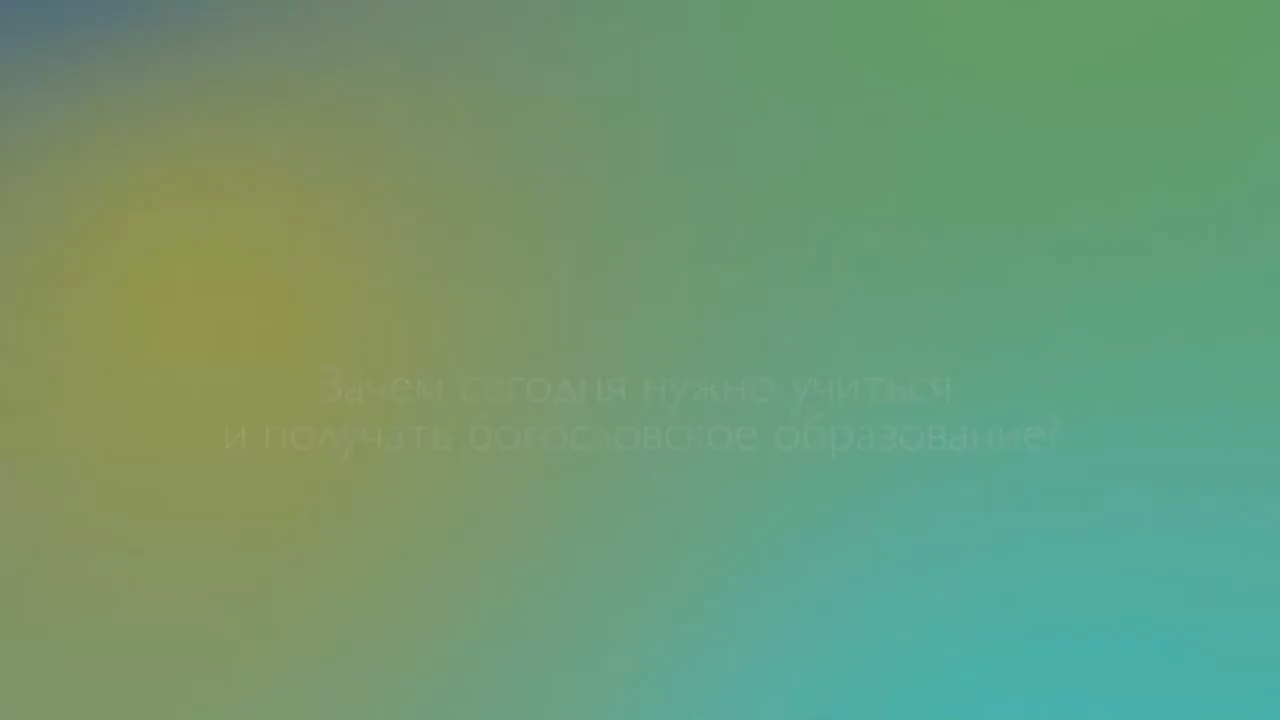 Зачем сегодня нужно учиться
и получать богословское образование?